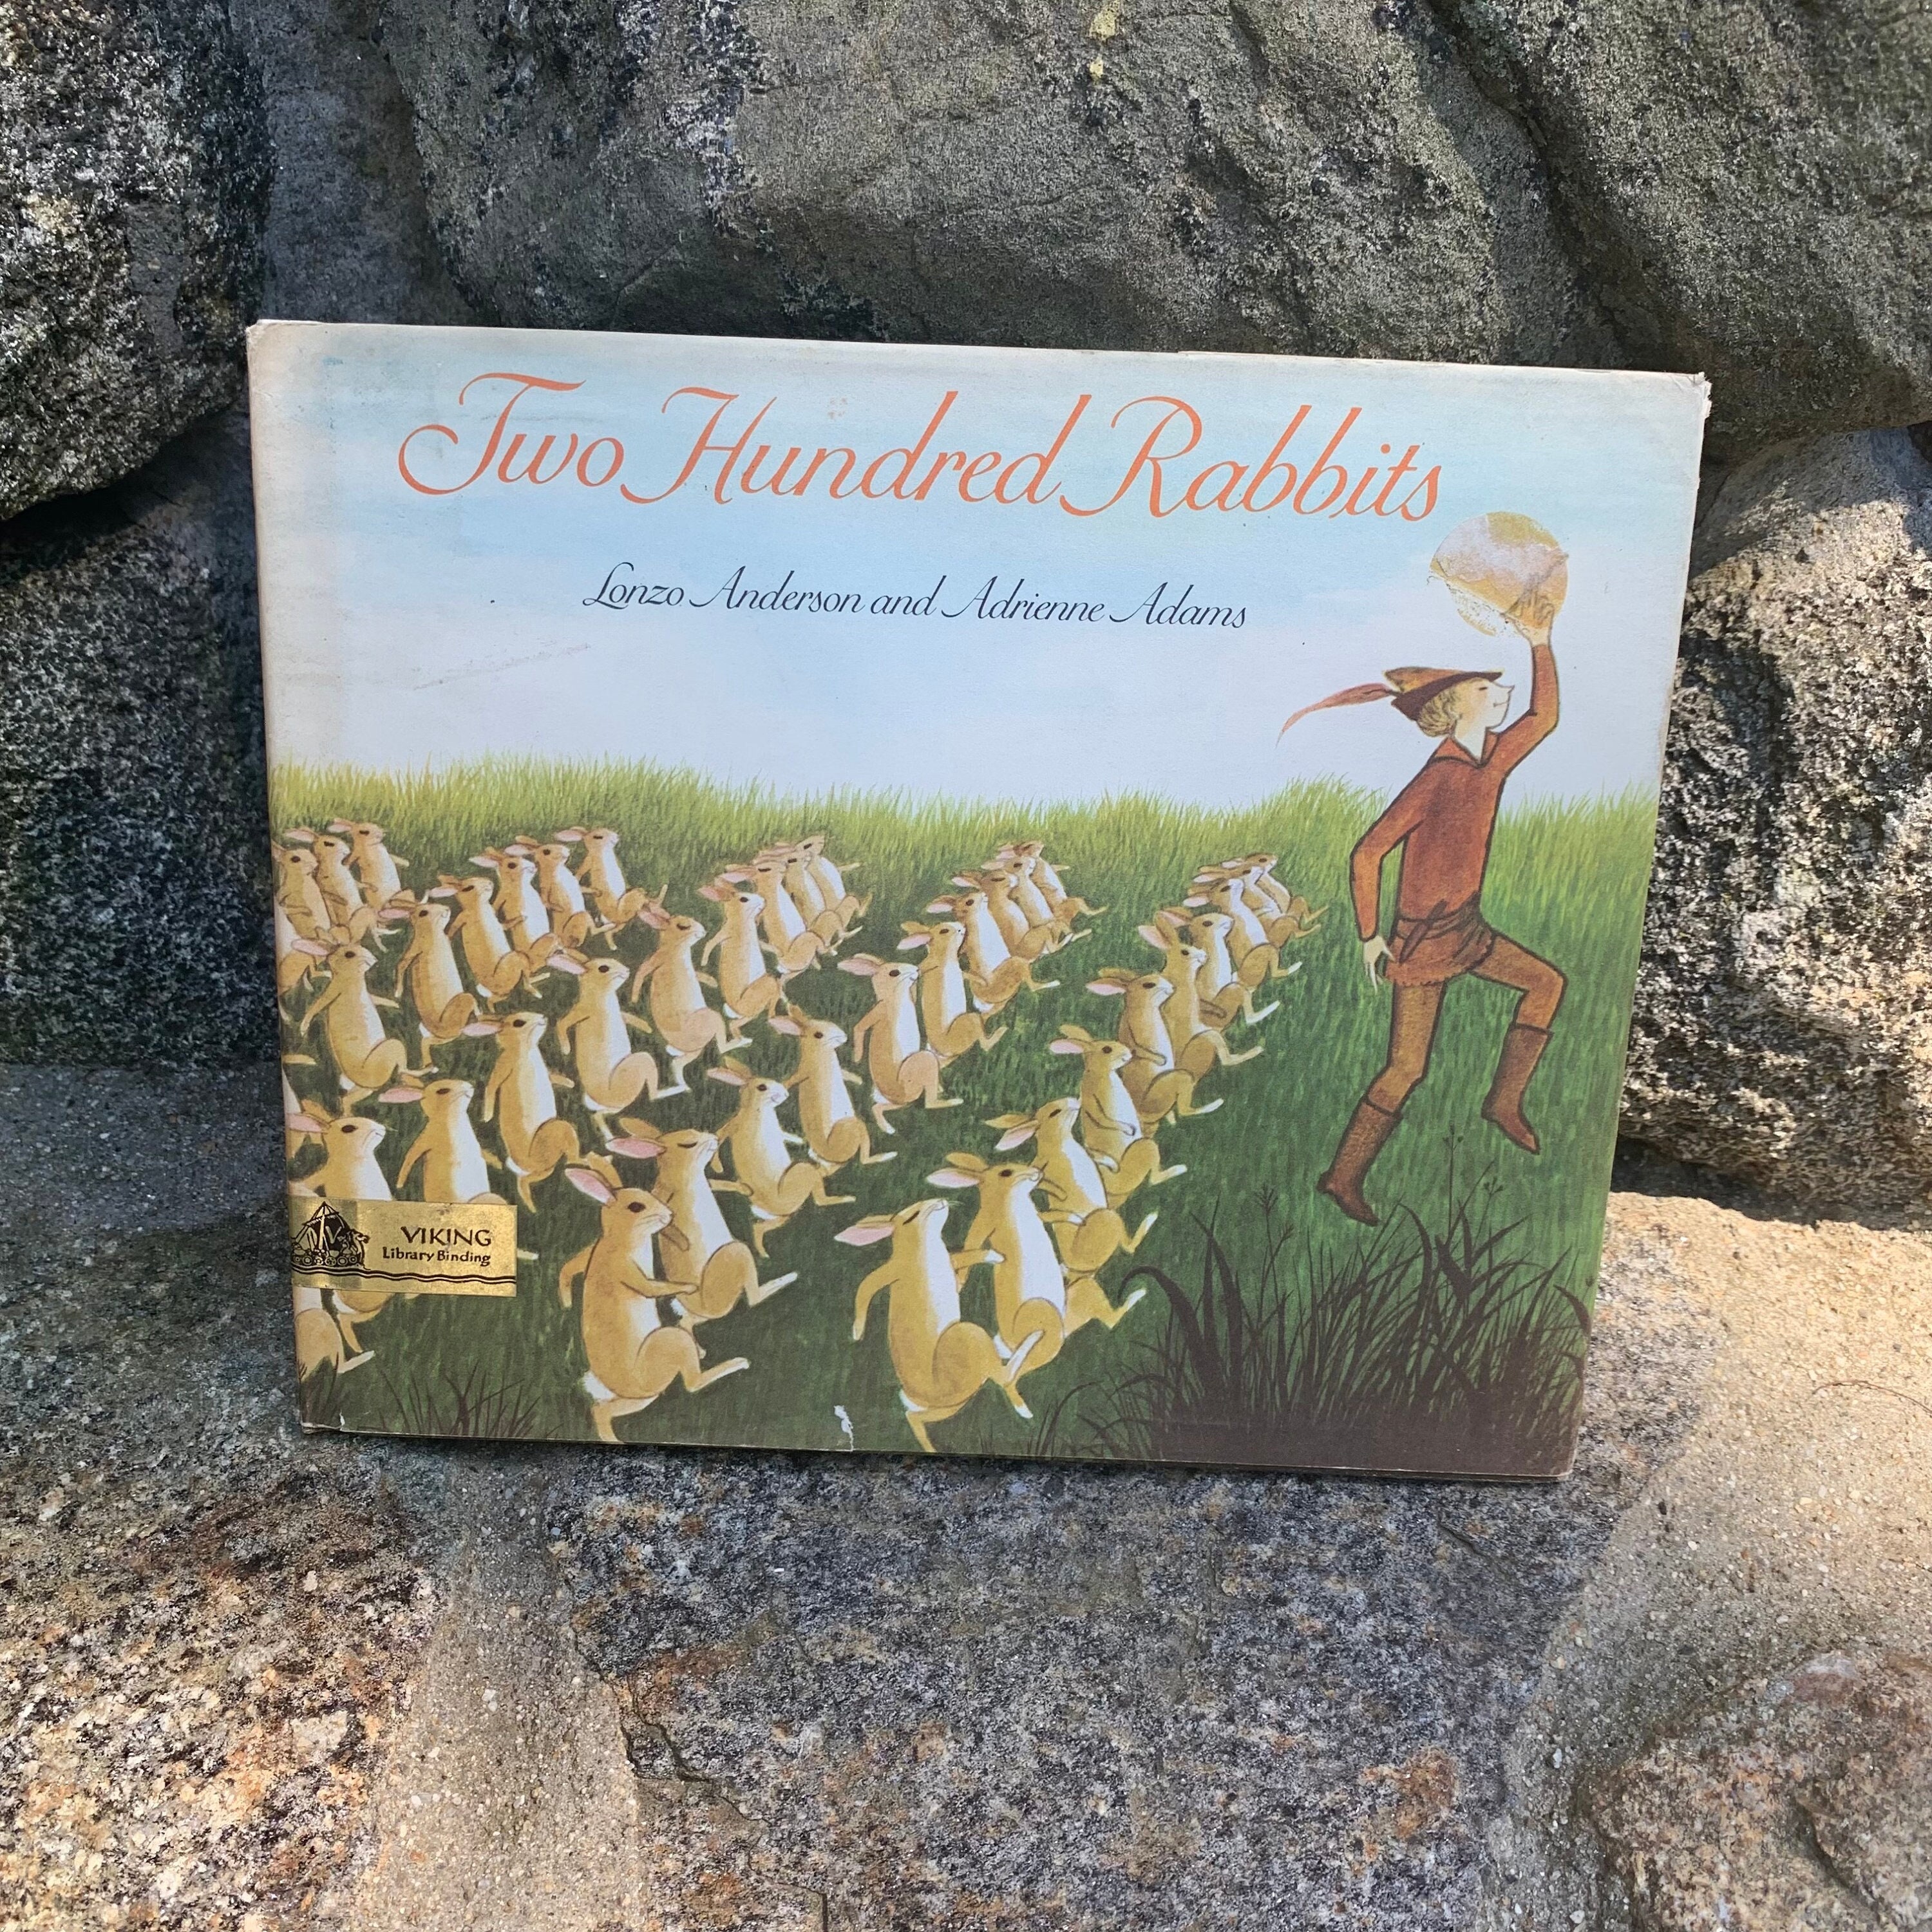 Two Hundred Rabbits
Lonzo Anderson and Adrienne Adams
VIKING
Library Binding